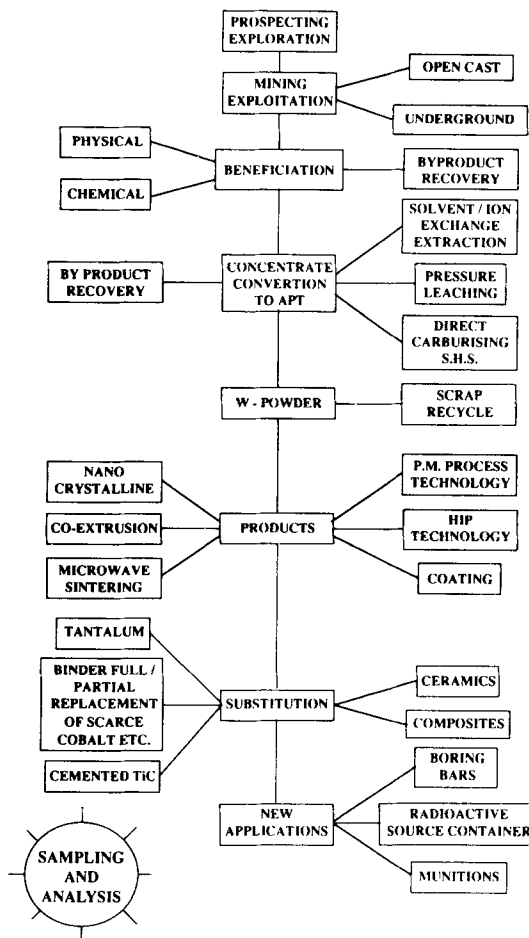 PROSPECTING
EXPLORATION
MINING
EXPLOITATION
OPEN CAST
UNDERGROUND
PHYSICAL
CHEMICAL
BENEFICIATION
BYPRODUCT
RECOVERY
BY PRODUCT
RECOVERY
CONCENTRATE
CONVERTION
TO APT
SOLVENT / ION
EXCHANGE
EXTRACTION
PRESSURE
LEACHING
DIRECT
CARBURISING
S.H.S.
W - POWDER
SCRAP
RECYCLE
NANO
CRYSTALLINE
CO-EXTRUSION
MICROWAVE
SINTERING
PRODUCTS
P.M. PROCESS
TECHNOLOGY
HIP
TECHNOLOGY
COATING
TANTALUM
BINDER FULL /
PARTIAL
REPLACEMENT
OF SCARCE
COBALT ETC.
CEMENTED TiC
SUBSTITUTION
CERAMICS
COMPOSITES
NEW
APPLICATIONS
BORING
BARS
RADIOACTIVE
SOURCE CONTAINER
MUNITIONS
SAMPLING
AND
ANALYSIS